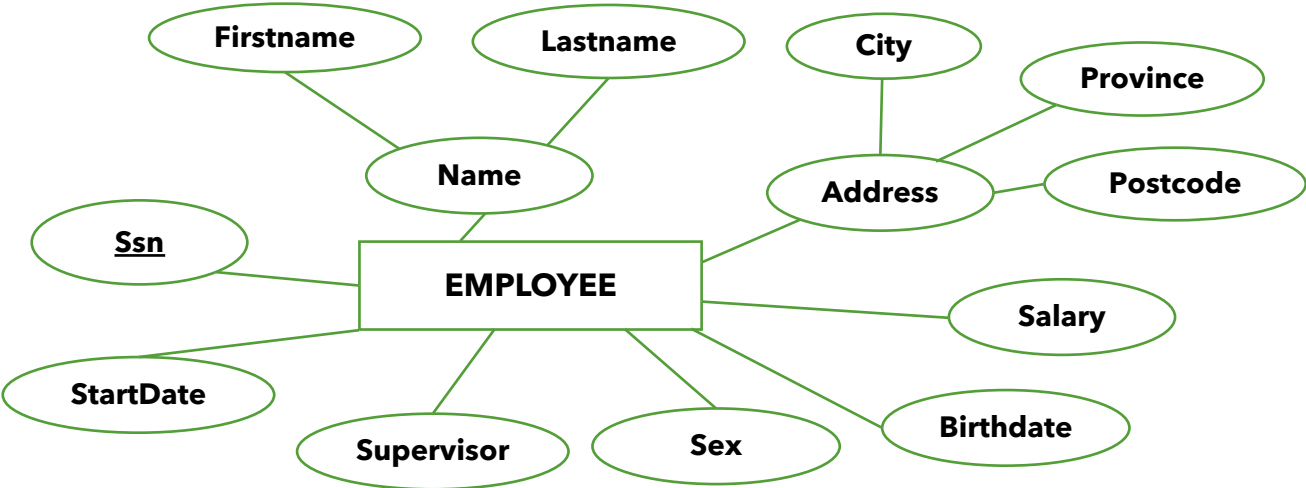 Firstname
Lastname
City
Province
Name
Address
Postcode
Ssn
EMPLOYEE
Salary
StartDate
Supervisor
Sex
Birthdate